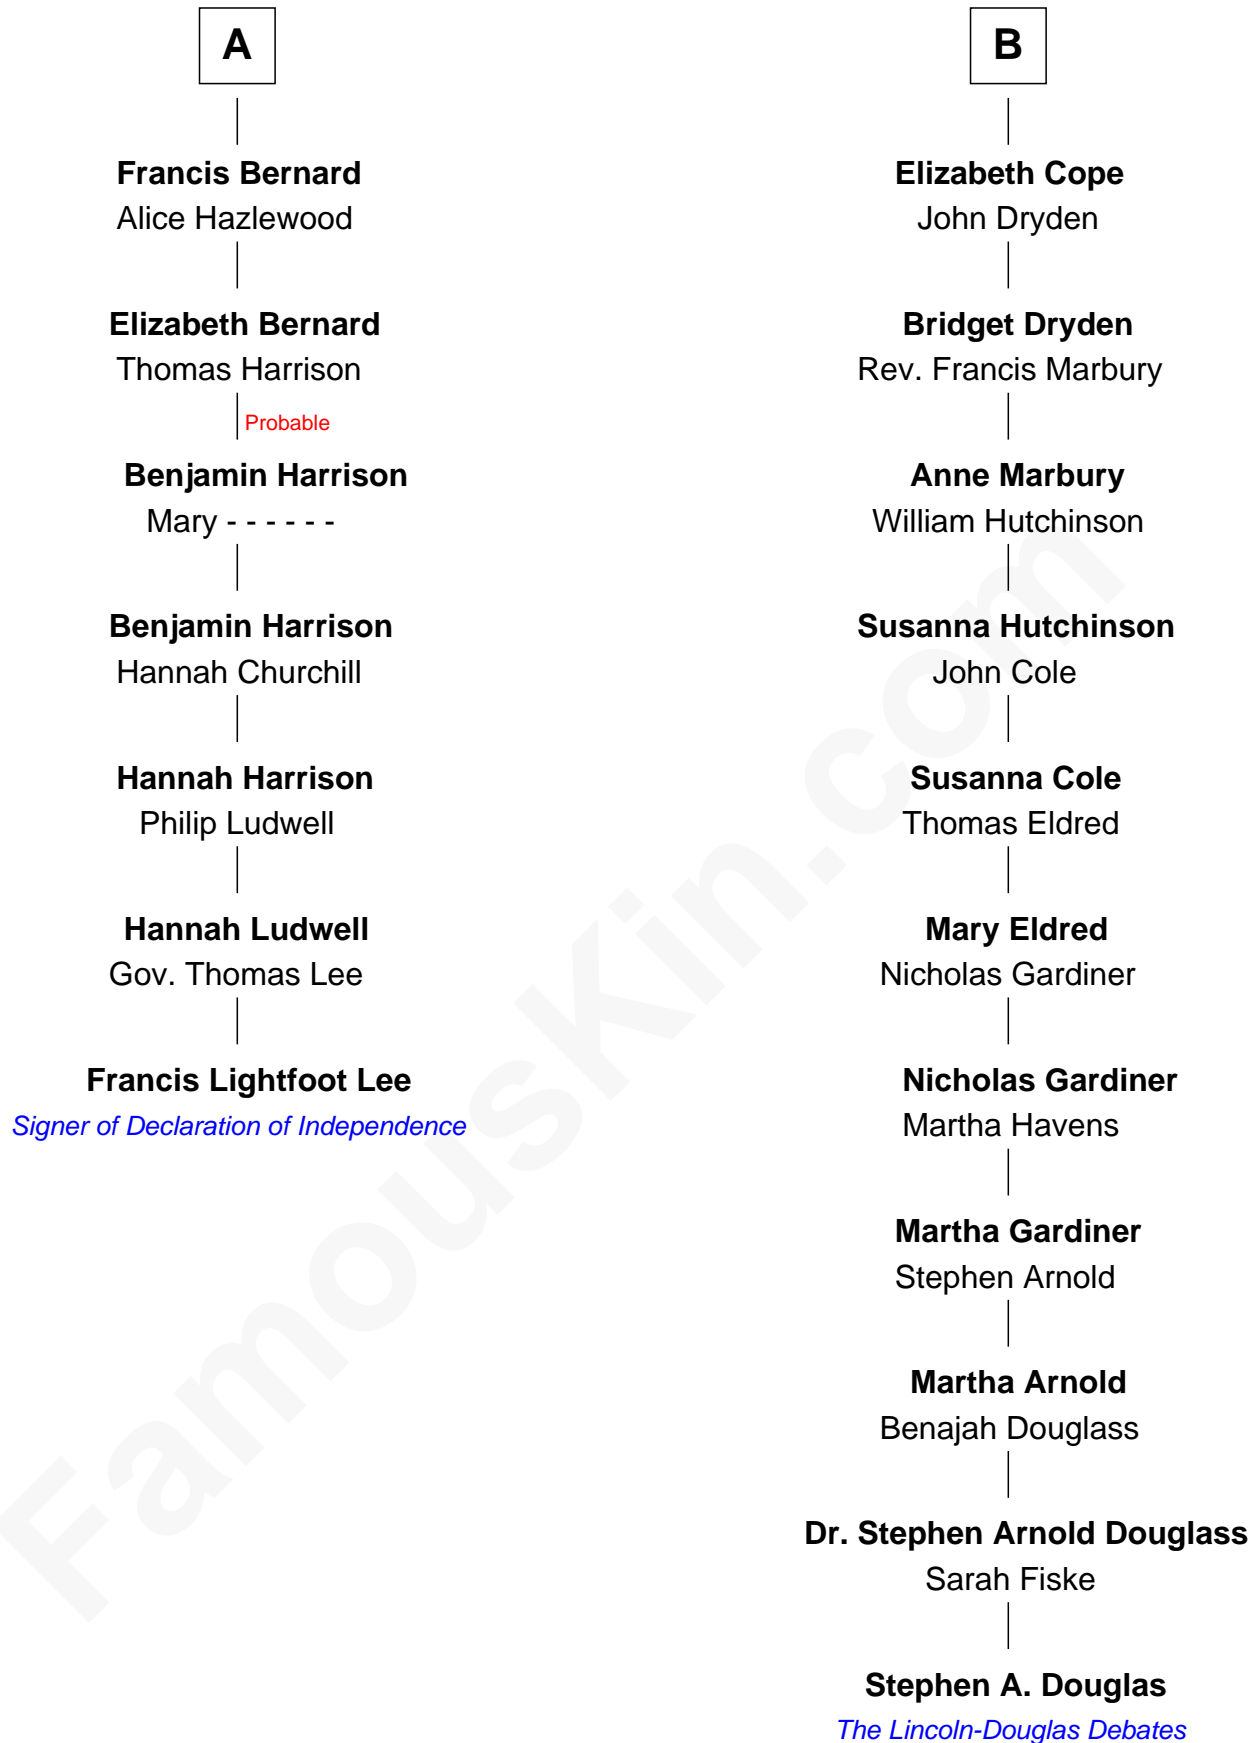 A
Francis Bernard
Alice Hazlewood
Elizabeth Bernard
Thomas Harrison
Probable
Benjamin Harrison
Mary - - - - - -
Benjamin Harrison
Hannah Churchill
Hannah Harrison
Philip Ludwell
Hannah Ludwell
Gov. Thomas Lee
Francis Lightfoot Lee
Signer of Declaration of Independence
B
Elizabeth Cope
John Dryden
Bridget Dryden
Rev. Francis Marbury
Anne Marbury
William Hutchinson
Susanna Hutchinson
John Cole
Susanna Cole
Thomas Eldred
Mary Eldred
Nicholas Gardiner
Nicholas Gardiner
Martha Havens
Martha Gardiner
Stephen Arnold
Martha Arnold
Benajah Douglass
Dr. Stephen Arnold Douglass
Sarah Fiske
Stephen A. Douglas
The Lincoln-Douglas Debates
FamousKin.com